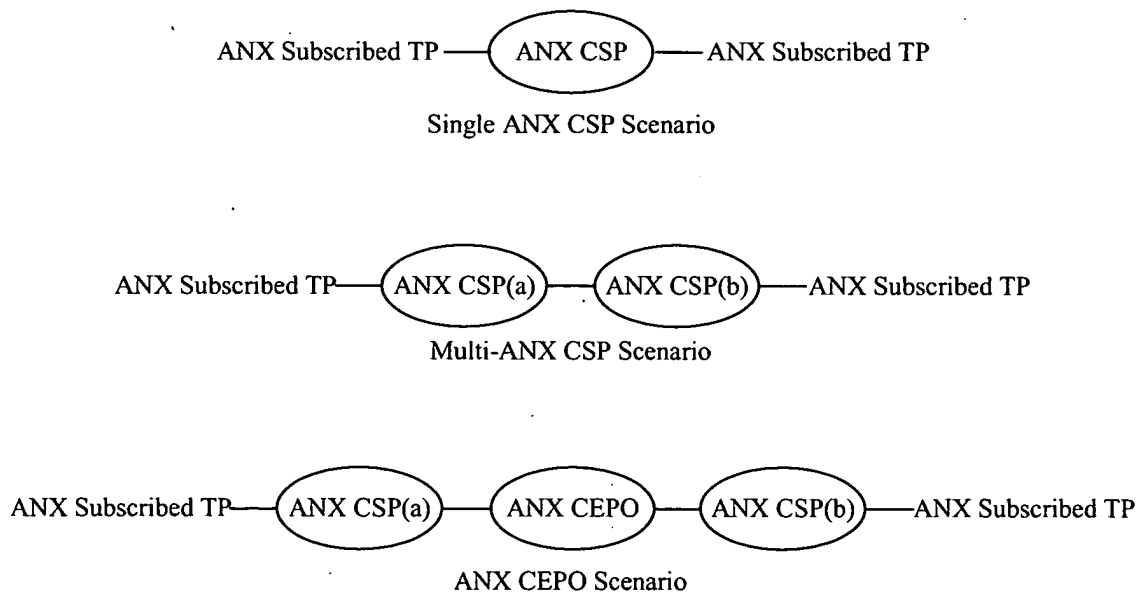 ANX Subscribed TP ANX CSP ANX Subscribed TP
Single ANX CSP Scenario
ANX Subscribed TP ANX CSP(a) ANX CSP(b) ANX Subscribed TP
Multi-ANX CSP Scenario
ANX Subscribed TP ANX CSP(a) ANX CEPO ANX CSP(b) ANX Subscribed TP
ANX CEPO Scenario